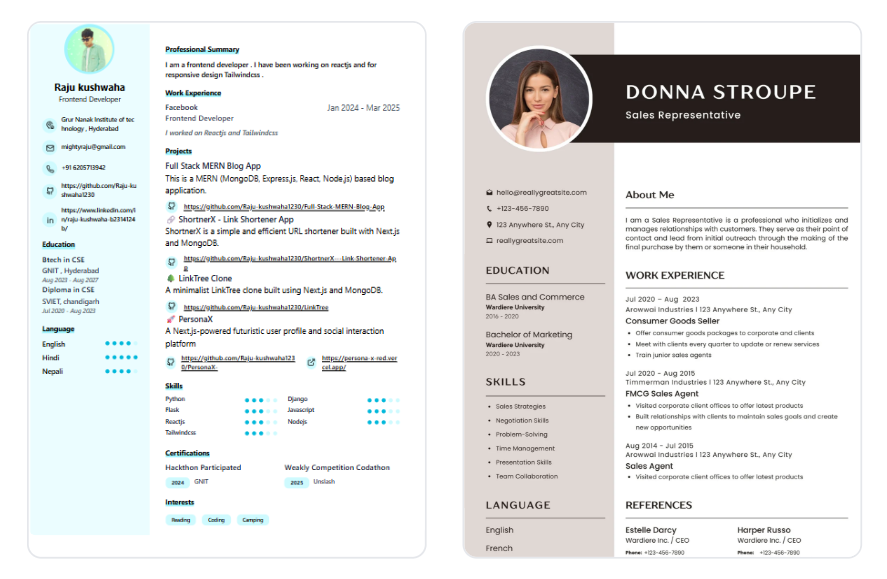 Raju kushwaha
Frontend Developer
Grur Nanak Institute of tec
hnology , Hyderabad
mightyraju@gmail.com
+91 6205713942
https://github.com/Raju-ku
shwaha1230
https://www.linkedin.com/i
n/raju-kushwaha-b2314124
b/
Education
Btech in CSE
GNIT , Hyderabad
Aug 2023 - Aug 2027
Diploma in CSE
SVIET, chandigarh
Jul 2020 - Aug 2023
Language
English
Hindi
Nepali
Professional Summary
I am a frontend developer . I have been working on reactjs and for
responsive design Tailwindcss .
Work Experience
Facebook Jan 2024 - Mar 2025
Frontend Developer
I worked on Reactjs and Tailwindcss
Projects
Full Stack MERN Blog App
This is a MERN (MongoDB, Express.js, React, Node.js) based blog
application.
https://github.com/Raju-kushwaha1230/Full-Stack-MERN-Blog-App
ShortnerX - Link Shortener App
ShortnerX is a simple and efficient URL shortener built with Next.js
and MongoDB.
https://github.com/Raju-kushwaha1230/ShortnerX---Link-Shortener-Ap
p
LinkTree Clone
A minimalist LinkTree clone built using Next.js and MongoDB.
https://github.com/Raju-kushwaha1230/LinkTree
PersonaX
A Next.js-powered futuristic user profile and social interaction
platform
https://github.com/Raju-kushwaha123 https://persona-x-red.ver
0/PersonaX- cel.app/
Skills
Python Django
Flask Javascript
Reactjs Nodejs
Tailwindcss
Certifications
Hackthon Participated Weakly Competition Codathon
2024 GNIT 2025 Unslash
Interests
Reading Coding Camping
DONNA STROUPE
Sales Representative
hello@reallygreatsite.com
+123-456-7890
123 Anywhere St., Any City
reallygreatsite.com
EDUCATION
BA Sales and Commerce
Wardiere University
2016 - 2020
Bachelor of Marketing
Wardiere University
2020 - 2023
SKILLS
• Sales Strategies
• Negotiation Skills
• Problem-Solving
• Time Management
• Presentation Skills
• Team Collaboration
LANGUAGE
English
French
About Me
I am a Sales Representative is a professional who initializes and
manages relationships with customers. They serve as their point of
contact and lead from initial outreach through the making of the
final purchase by them or someone in their household.
WORK EXPERIENCE
Jul 2020 – Aug 2023
Arowwai Industries I 123 Anywhere St., Any City
Consumer Goods Seller
• Offer consumer goods packages to corporate and clients
• Meet with clients every quarter to update or renew services
• Train junior sales agents
Jul 2020 - Aug 2015
Timmerman Industries I 123 Anywhere St., Any City
FMCG Sales Agent
• Visited corporate client offices to offer latest products
• Built relationships with clients to maintain sales goals and create
new opportunities
Aug 2014 - Jul 2015
Arowwai Industries I 123 Anywhere St., Any City
Sales Agent
• Visited corporate client offices to offer latest products
REFERENCES
Estelle Darcy Harper Russo
Wardiere Inc. / CEO Wardiere Inc. / CEO
Phone: +123-456-7890 Phone: +123-456-7890